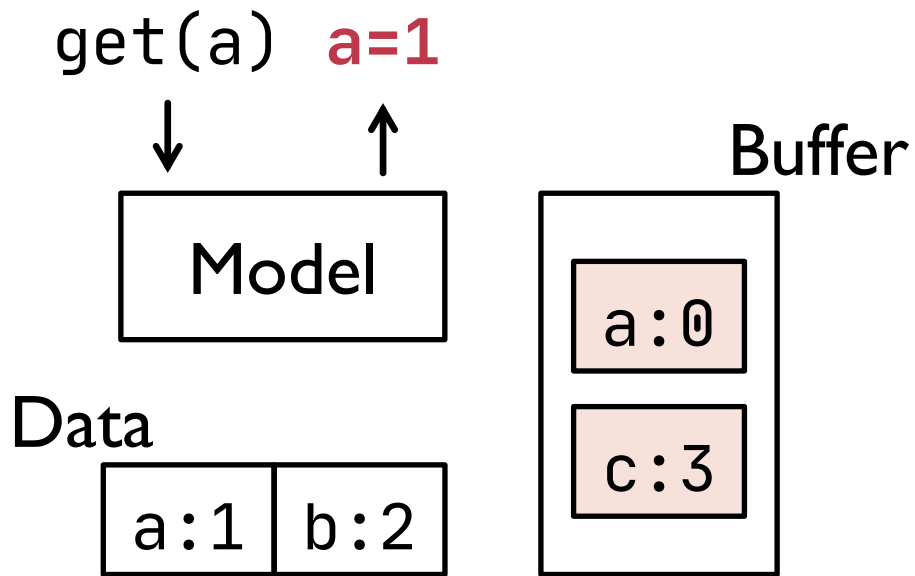 get(a) a=1
Buffer
Model
a:0
Data
c:3
a:1 b:2